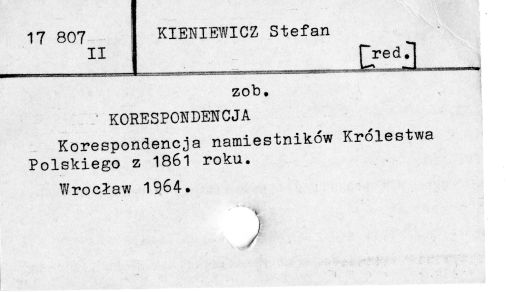 17 807
II
KIENIEWICZ Stefan
[red.]
zob.
KORESPONDENCJA
Korespondencja namiestników Królestwa
Polskiego z 1861 roku.
Wrocław 1964.